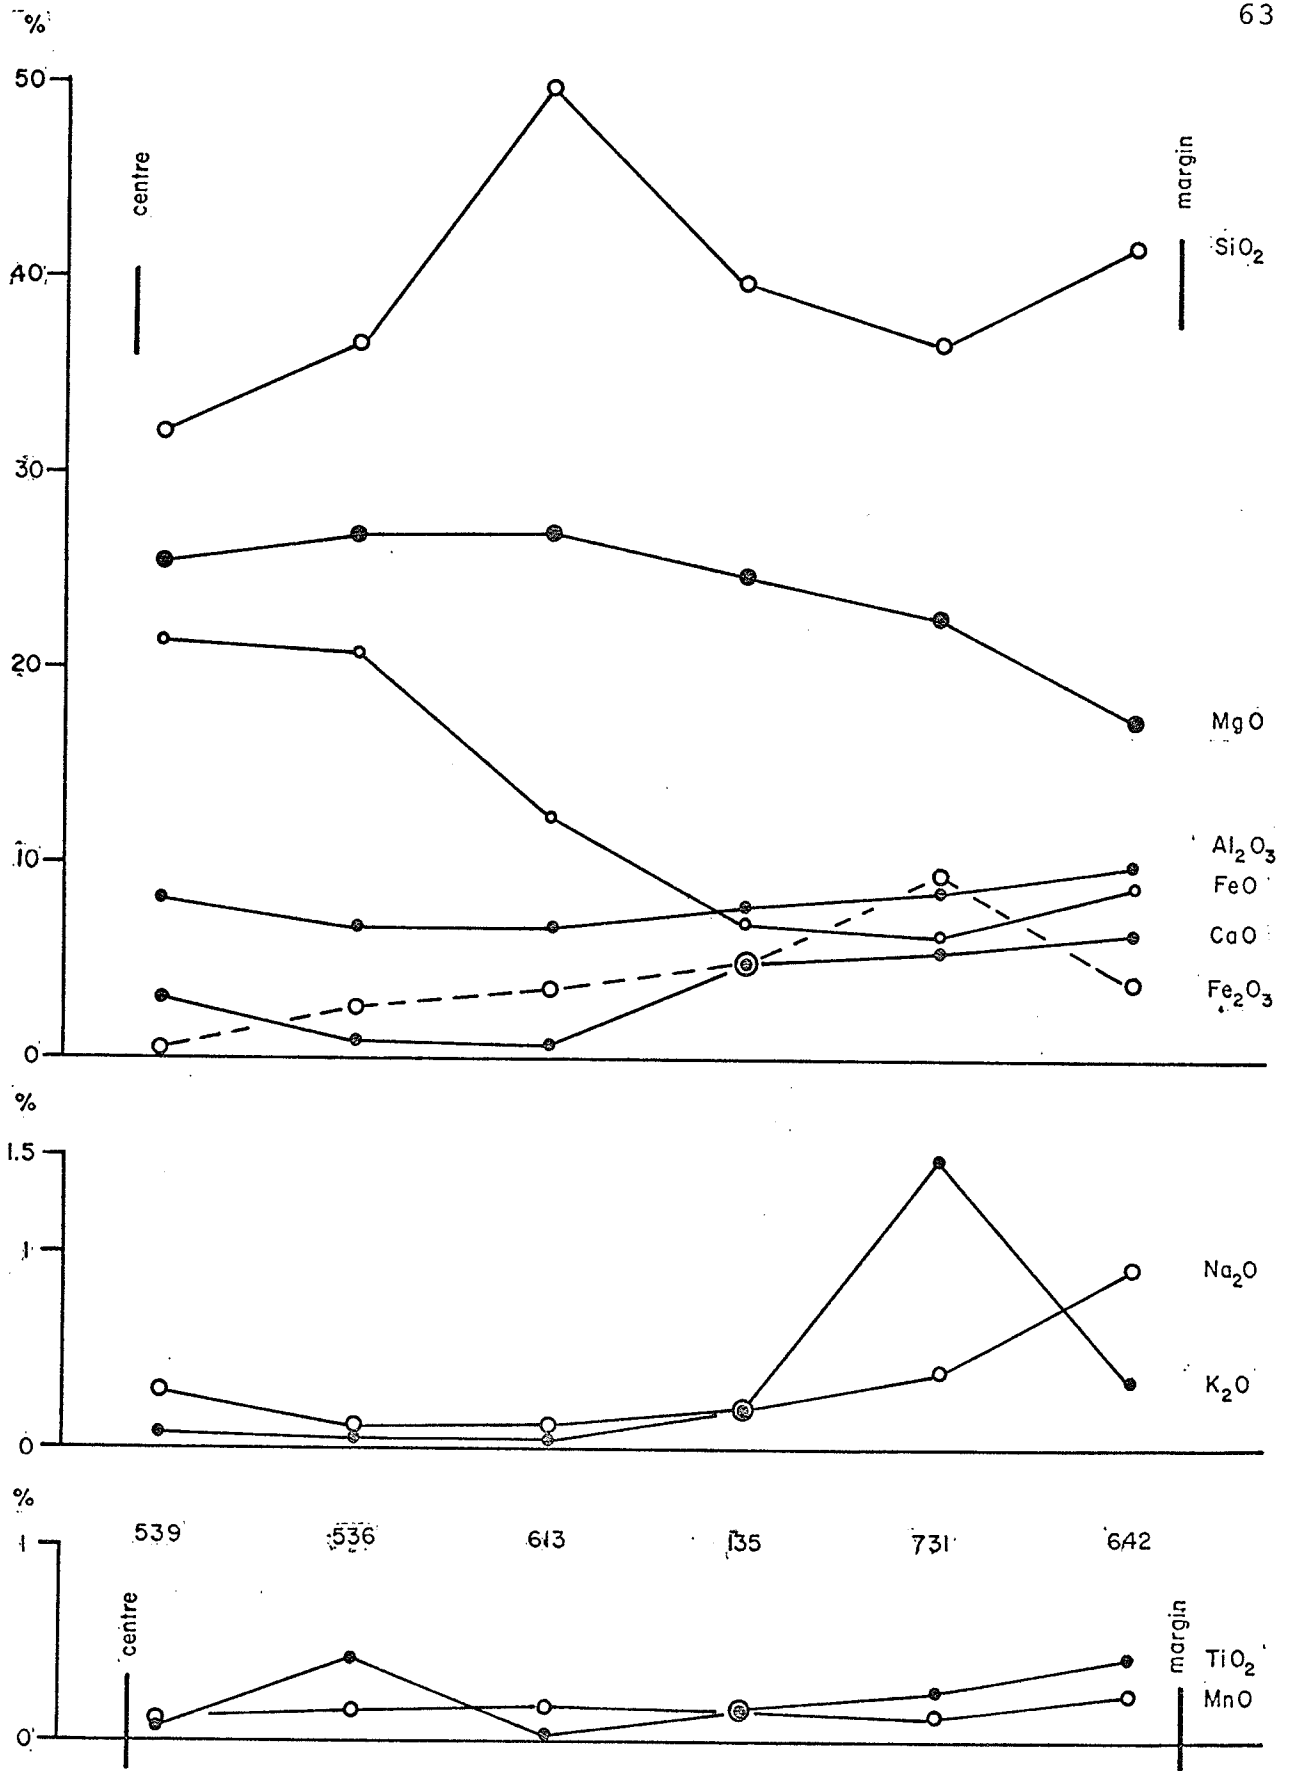 63
%
50
centre
margin
SiO2
40
30
20
MgO
10
Al2O3
FeO
CaO
Fe2O3
0
%
1.5
1
Na2O
K2O
0
%
1
539 536 613 135 731 642
centre
margin
TiO2
MnO
0